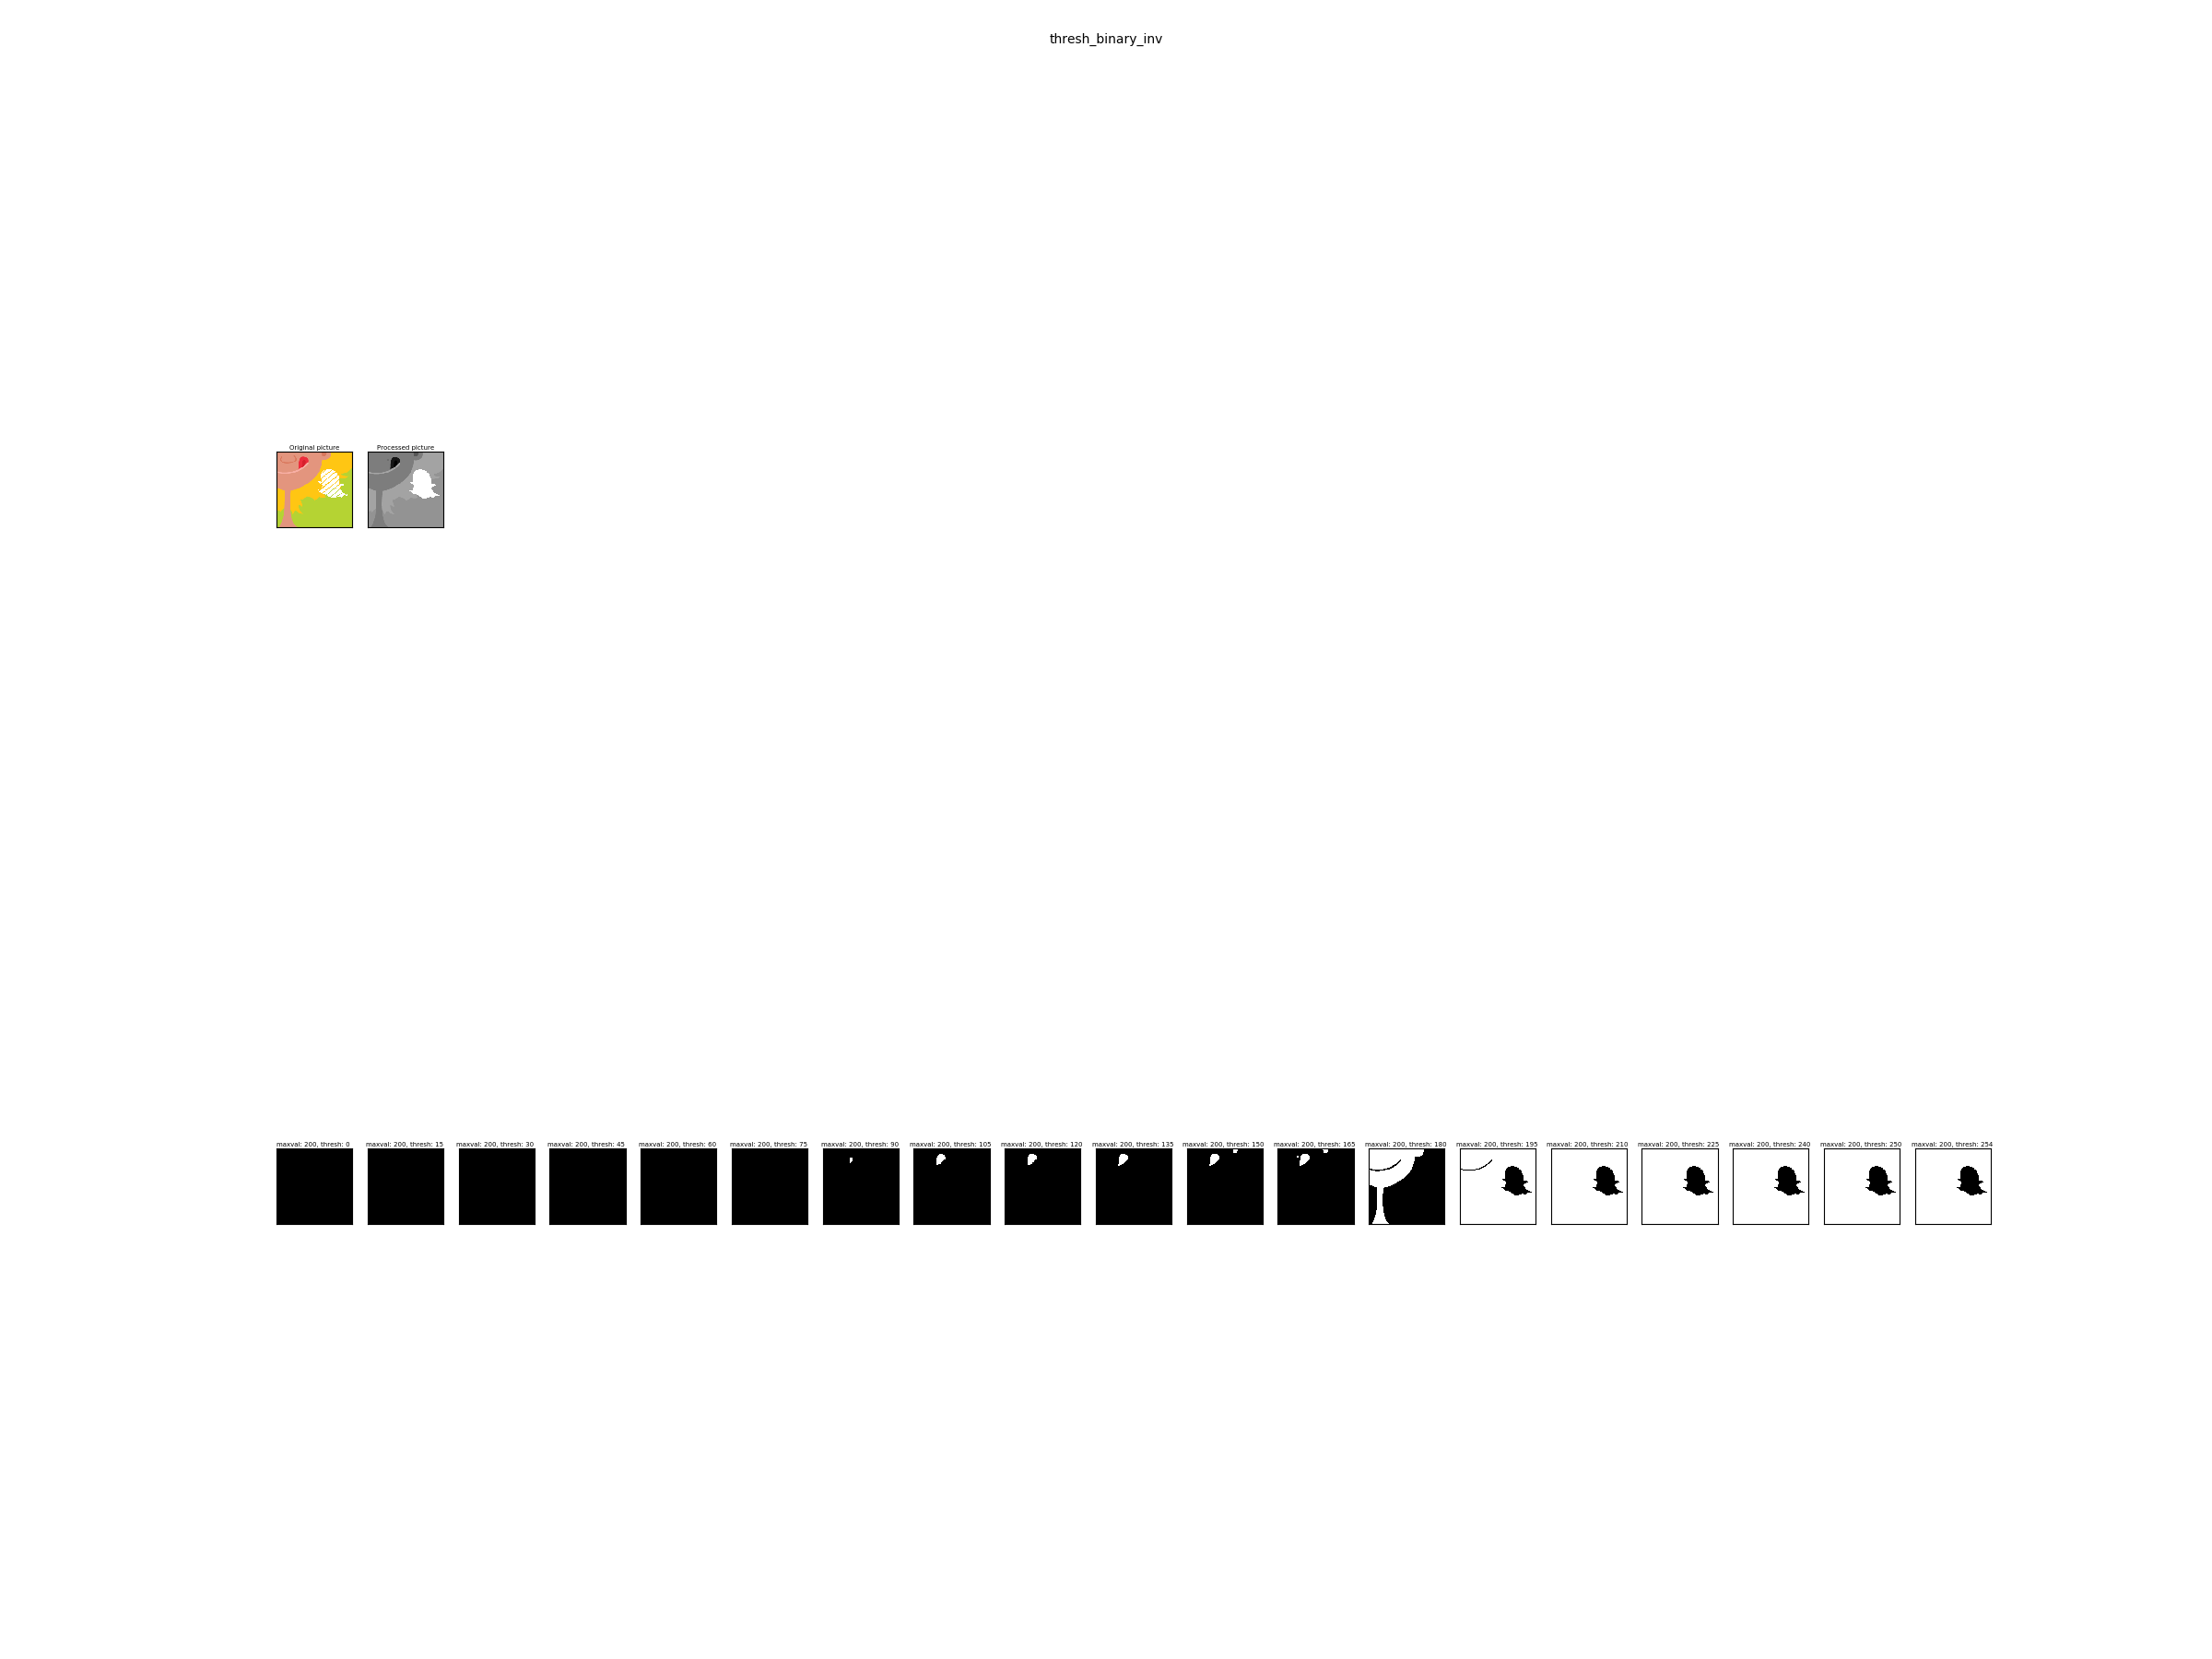 thresh_binary_inv
Original picture
Processed picture
maxval: 200, thresh: 0
maxval: 200, thresh: 15
maxval: 200, thresh: 30
maxval: 200, thresh: 45
maxval: 200, thresh: 60
maxval: 200, thresh: 75
maxval: 200, thresh: 90
maxval: 200, thresh: 105
maxval: 200, thresh: 120
maxval: 200, thresh: 135
maxval: 200, thresh: 150
maxval: 200, thresh: 165
maxval: 200, thresh: 180
maxval: 200, thresh: 195
maxval: 200, thresh: 210
maxval: 200, thresh: 225
maxval: 200, thresh: 240
maxval: 200, thresh: 250
maxval: 200, thresh: 254